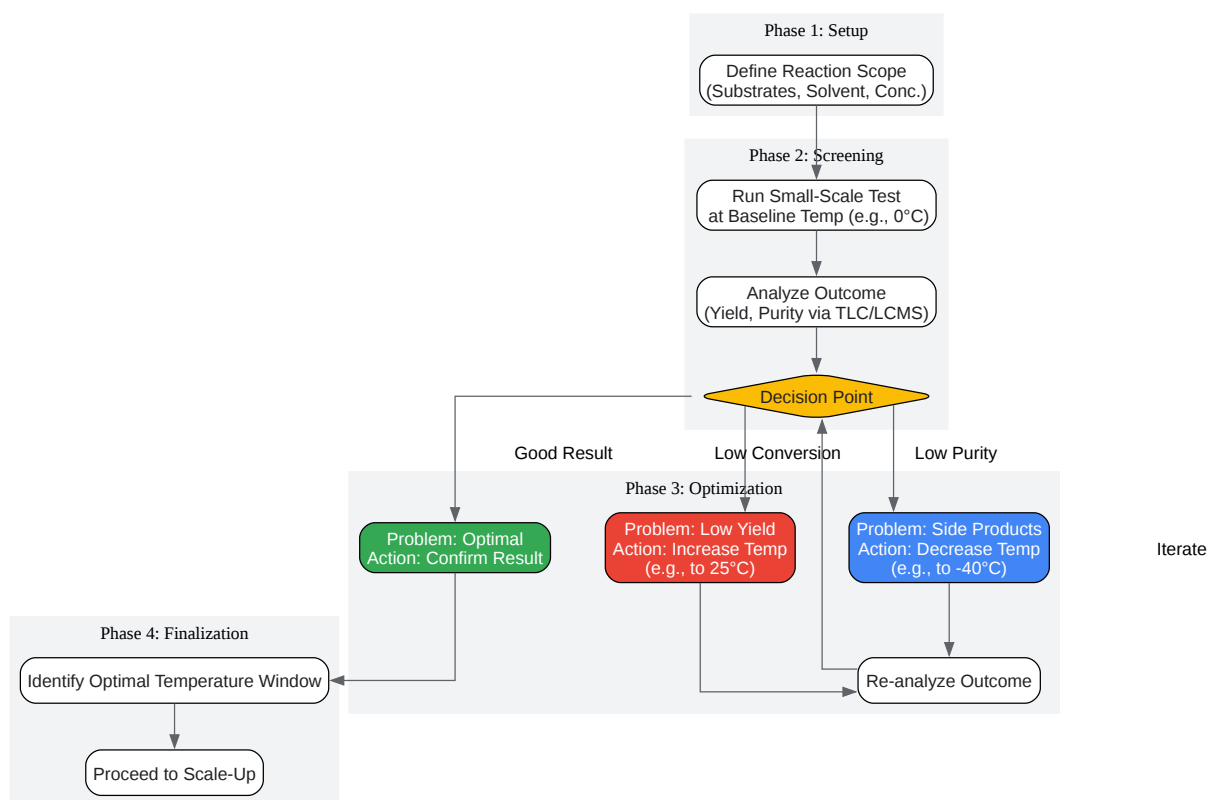 Phase 1: Setup
Define Reaction Scope
(Substrates, Solvent, Conc.)
Phase 2: Screening
Run Small-Scale Test
at Baseline Temp (e.g., 0°C)
Analyze Outcome
(Yield, Purity via TLC/LCMS)
Decision Point
Good Result
Low Conversion
Low Purity
Phase 3: Optimization
Problem: Optimal
Action: Confirm Result
Problem: Low Yield
Action: Increase Temp
(e.g., to 25°C)
Problem: Side Products
Action: Decrease Temp
(e.g., to -40°C)
Iterate
Re-analyze Outcome
Phase 4: Finalization
Identify Optimal Temperature Window
Proceed to Scale-Up